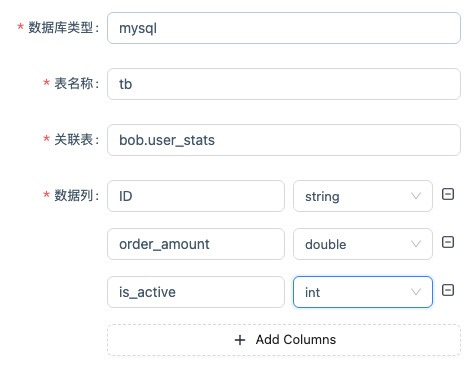 * 数据库类型: mysql
* 表名称: tb
* 关联表: bob.user_stats
* 数据列: ID string
order_amount double
is_active int
+ Add Columns